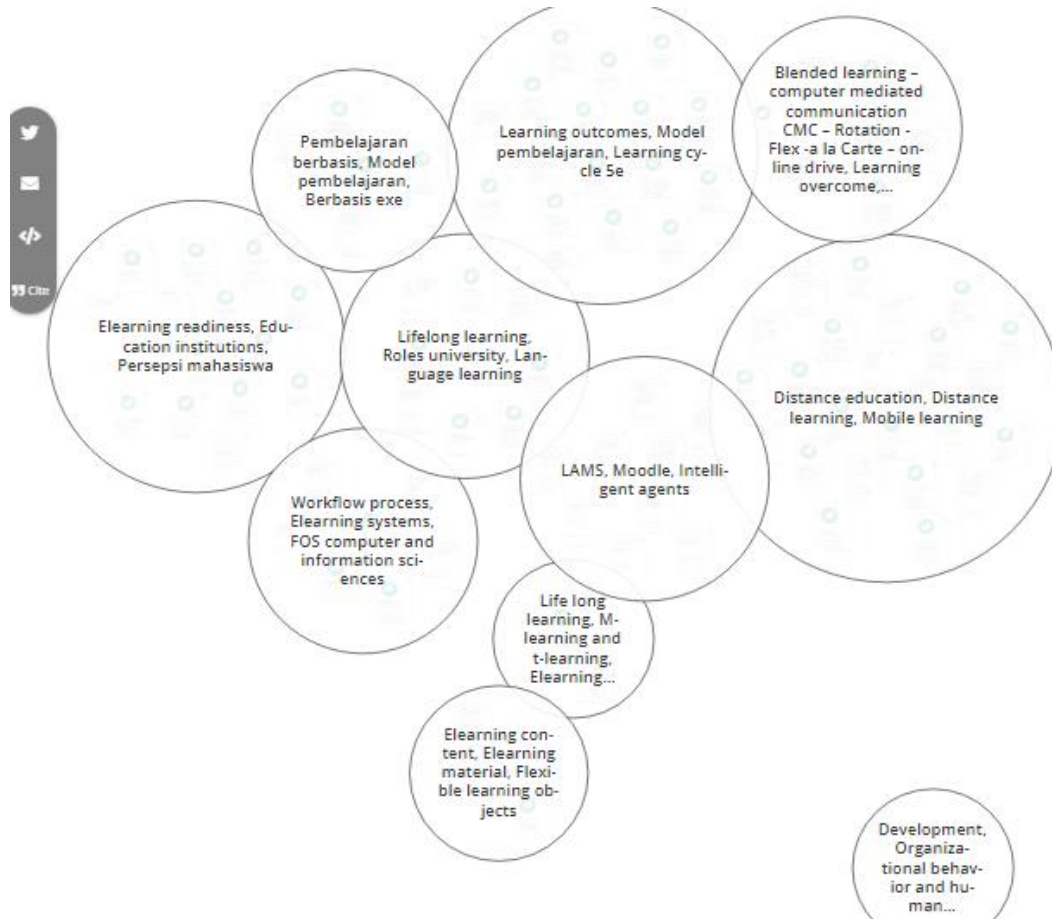 Cite
Pembelajaran
berbasis, Model
pembelajaran,
Berbasis exe
Learning outcomes, Model
pembelajaran, Learning cy-
cle 5e
Blended learning –
computer mediated
communication
CMC – Rotation -
Flex -a la Carte – on-
line drive, Learning
overcome,...
Elearning readiness, Edu-
cation institutions,
Persepsi mahasiswa
Lifelong learning,
Roles university, Lan-
guage learning
Distance education, Distance
learning, Mobile learning
LAMS, Moodle, Intelli-
gent agents
Workflow process,
Elearning systems,
FOS computer and
information sci-
ences
Life long
learning, M-
learning and
t-learning,
Elearning...
Elearning con-
tent, Elearning
material, Flexi-
ble learning ob-
jects
Development,
Organiza-
tional behav-
ior and hu-
man...